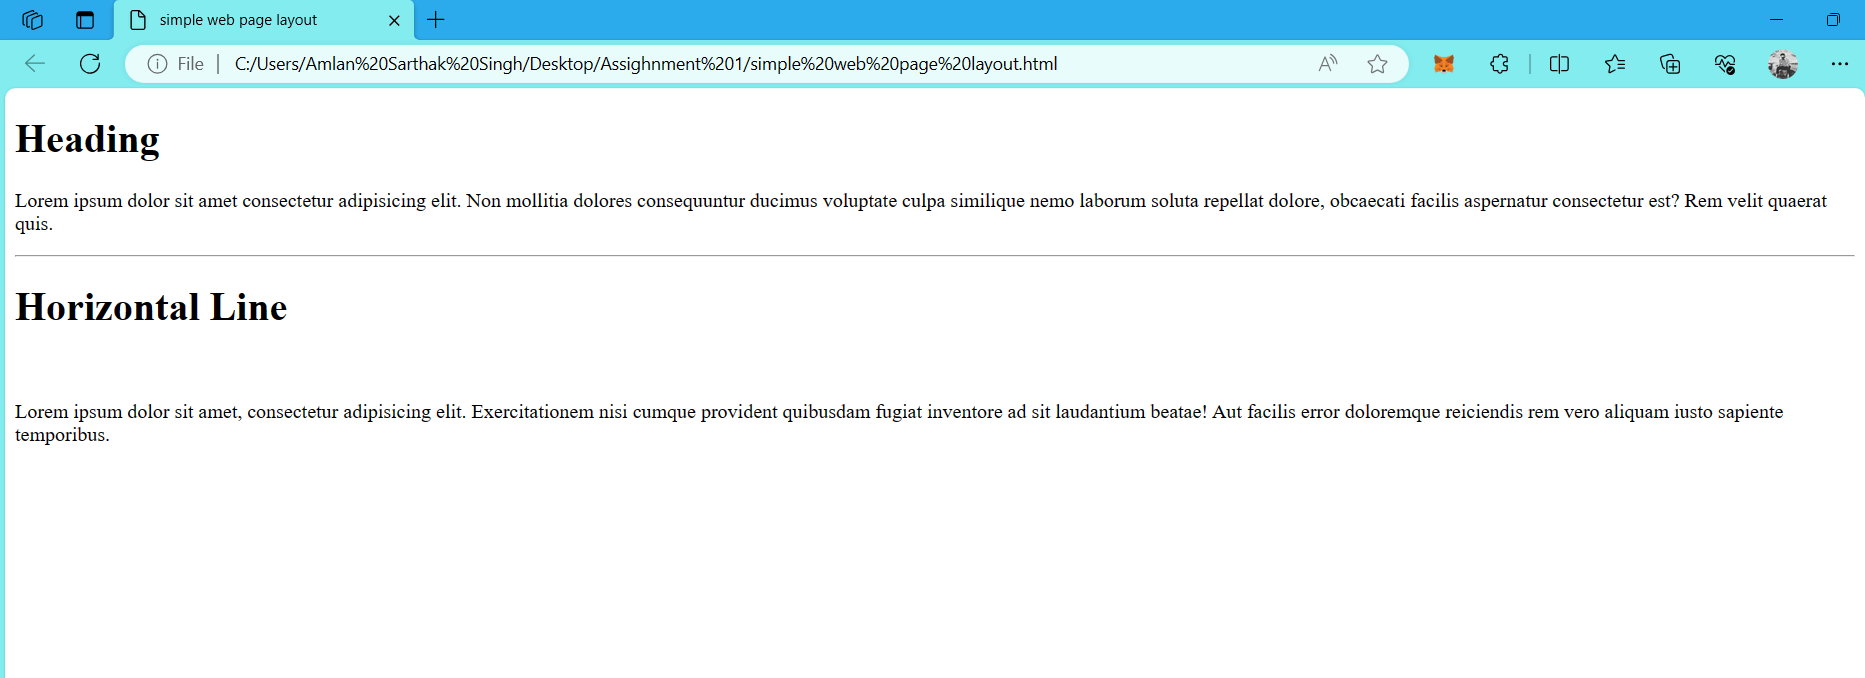 simple web page layout
File
C:/Users/Amlan%20Sarthak%20Singh/Desktop/Assighnment%201/simple%20web%20page%20layout.html
Heading
Lorem ipsum dolor sit amet consectetur adipisicing elit. Non mollitia dolores consequuntur ducimus voluptate culpa similique nemo laborum soluta repellat dolore, obcaecati facilis aspernatur consectetur est? Rem velit quaerat
quis.
Horizontal Line
Lorem ipsum dolor sit amet, consectetur adipisicing elit. Exercitationem nisi cumque provident quibusdam fugiat inventore ad sit laudantium beatae! Aut facilis error doloremque reiciendis rem vero aliquam iusto sapiente
temporibus.